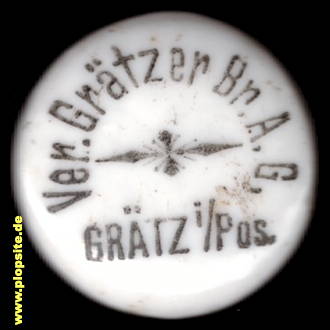 Ver. Grätzer Br. A. G.
GRÄTZ i/Pos.
www.plopsite.de